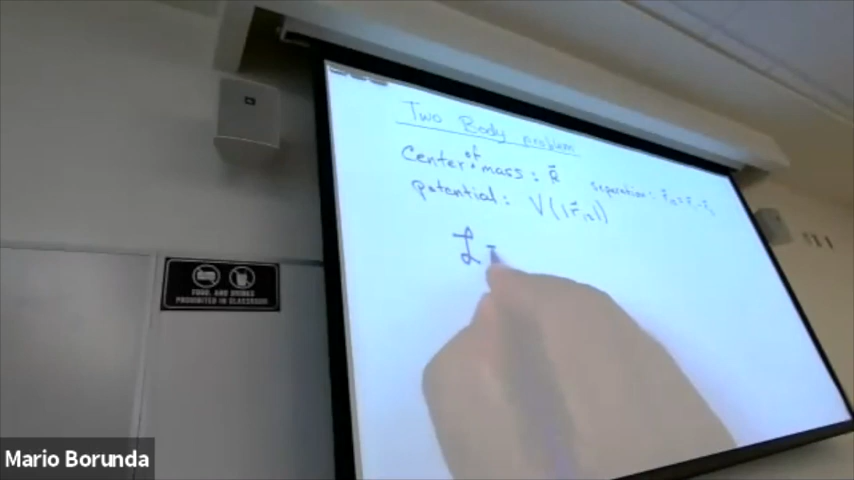 Two Body problem
Center of mass : R⃗
separation : r⃗₁₂ = r⃗₁ - r⃗₂
potential : V(|r⃗₁₂|)
ℒ =
FOOD, AND DRINKS
PROHIBITED IN CLASSROOM
Mario Borunda